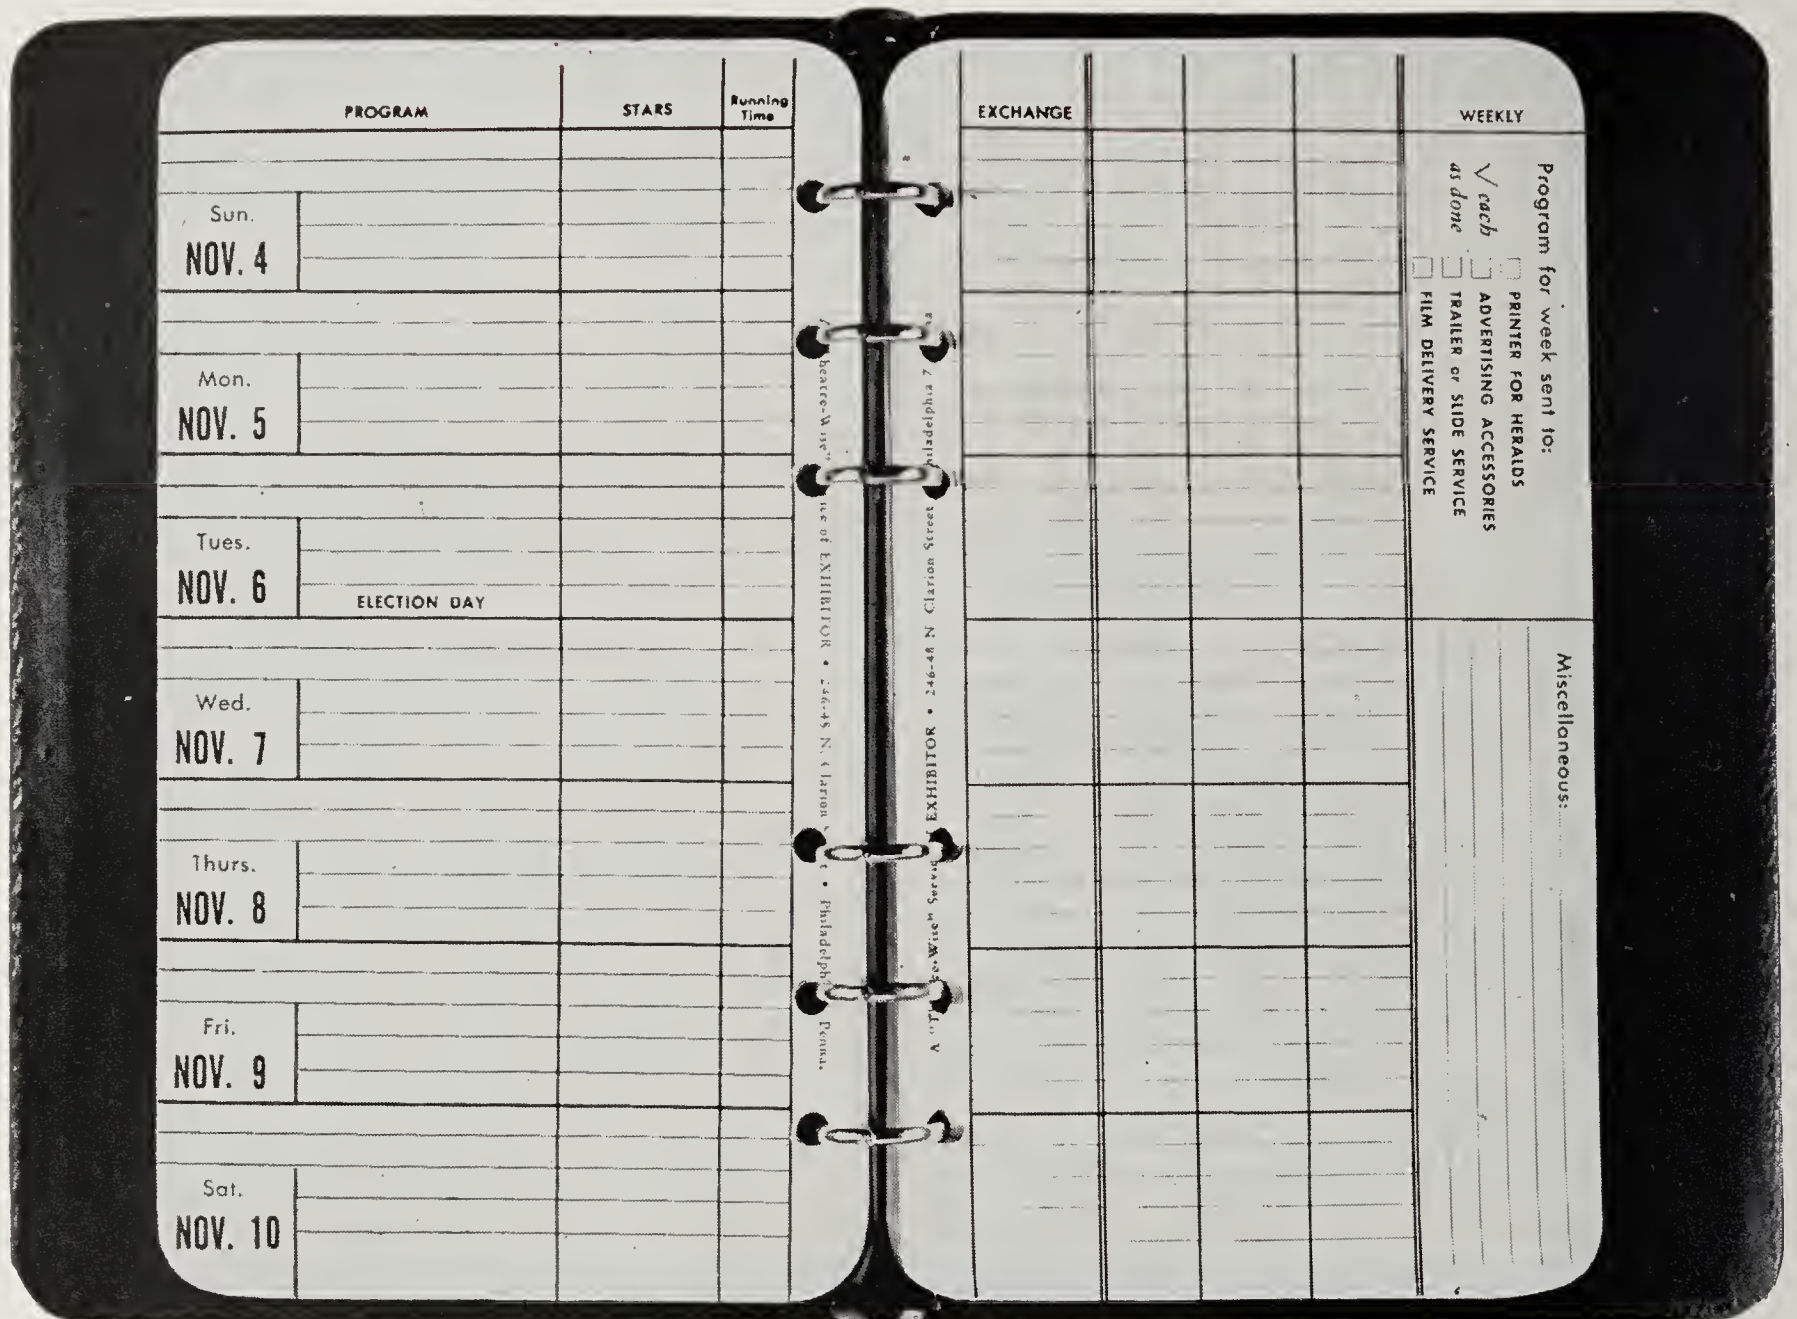 PROGRAM STARS Running Time
Sun.
NOV. 4
Mon.
NOV. 5
Tues.
NOV. 6
ELECTION DAY
Wed.
NOV. 7
Thurs.
NOV. 8
Fri.
NOV. 9
Sat.
NOV. 10
of EXHIBITOR • 246-48 N. Clarion • Penna.
EXCHANGE WEEKLY
Program for week sent to:
√ each
as done
PRINTER FOR HERALDS
ADVERTISING ACCESSORIES
TRAILER or SLIDE SERVICE
FILM DELIVERY SERVICE
Miscellaneous:
A EXHIBITOR • 246-48 N Clarion Street